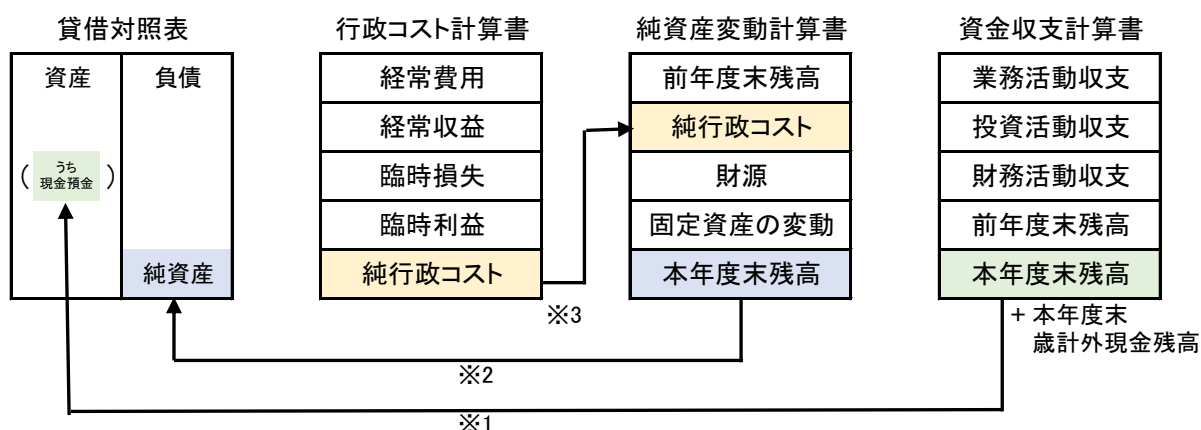 貸借対照表
資産
負債
(うち
現金預金)
純資産
行政コスト計算書
経常費用
経常収益
臨時損失
臨時利益
純行政コスト
純資産変動計算書
前年度末残高
純行政コスト
財源
固定資産の変動
本年度末残高
資金収支計算書
業務活動収支
投資活動収支
財務活動収支
前年度末残高
本年度末残高
+ 本年度末
歳計外現金残高
※3
※2
※1